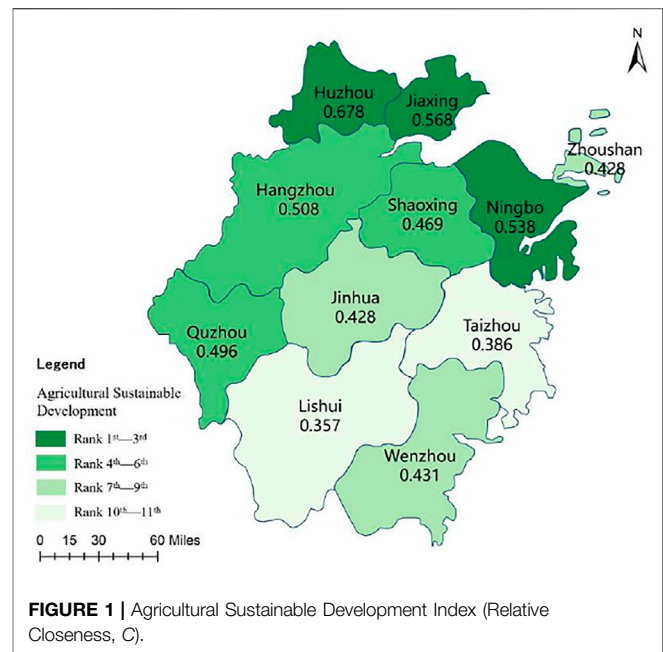 N
Huzhou
0.678
Jiaxing
0.568
Zhoushan
0.428
Hangzhou
0.508
Shaoxing
0.469
Ningbo
0.538
Jinhua
0.428
Taizhou
0.386
Quzhou
0.496
Lishui
0.357
Wenzhou
0.431
Legend
Agricultural Sustainable
Development
Rank 1st—3rd
Rank 4th—6th
Rank 7th—9th
Rank 10th—11th
0 15 30 60 Miles
FIGURE 1 | Agricultural Sustainable Development Index (Relative
Closeness, C).